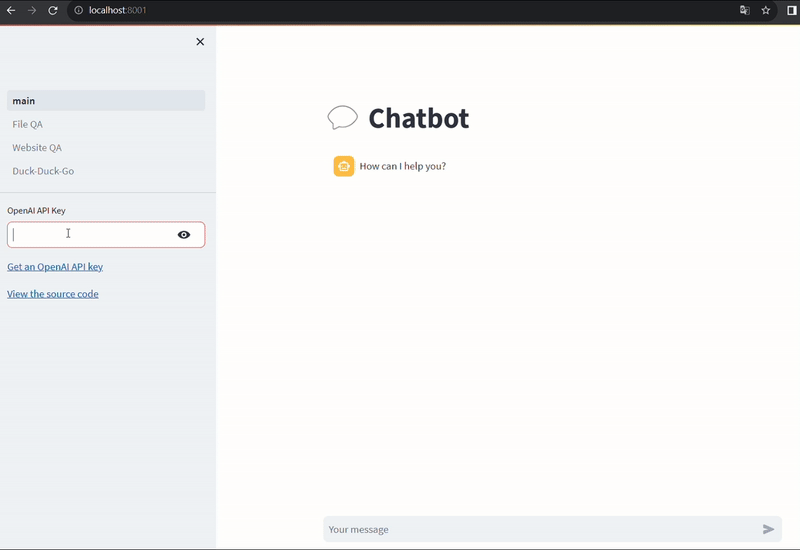 localhost:8001
main
File QA
Website QA
Duck-Duck-Go
OpenAI API Key
Get an OpenAI API key
View the source code
Chatbot
How can I help you?
Your message